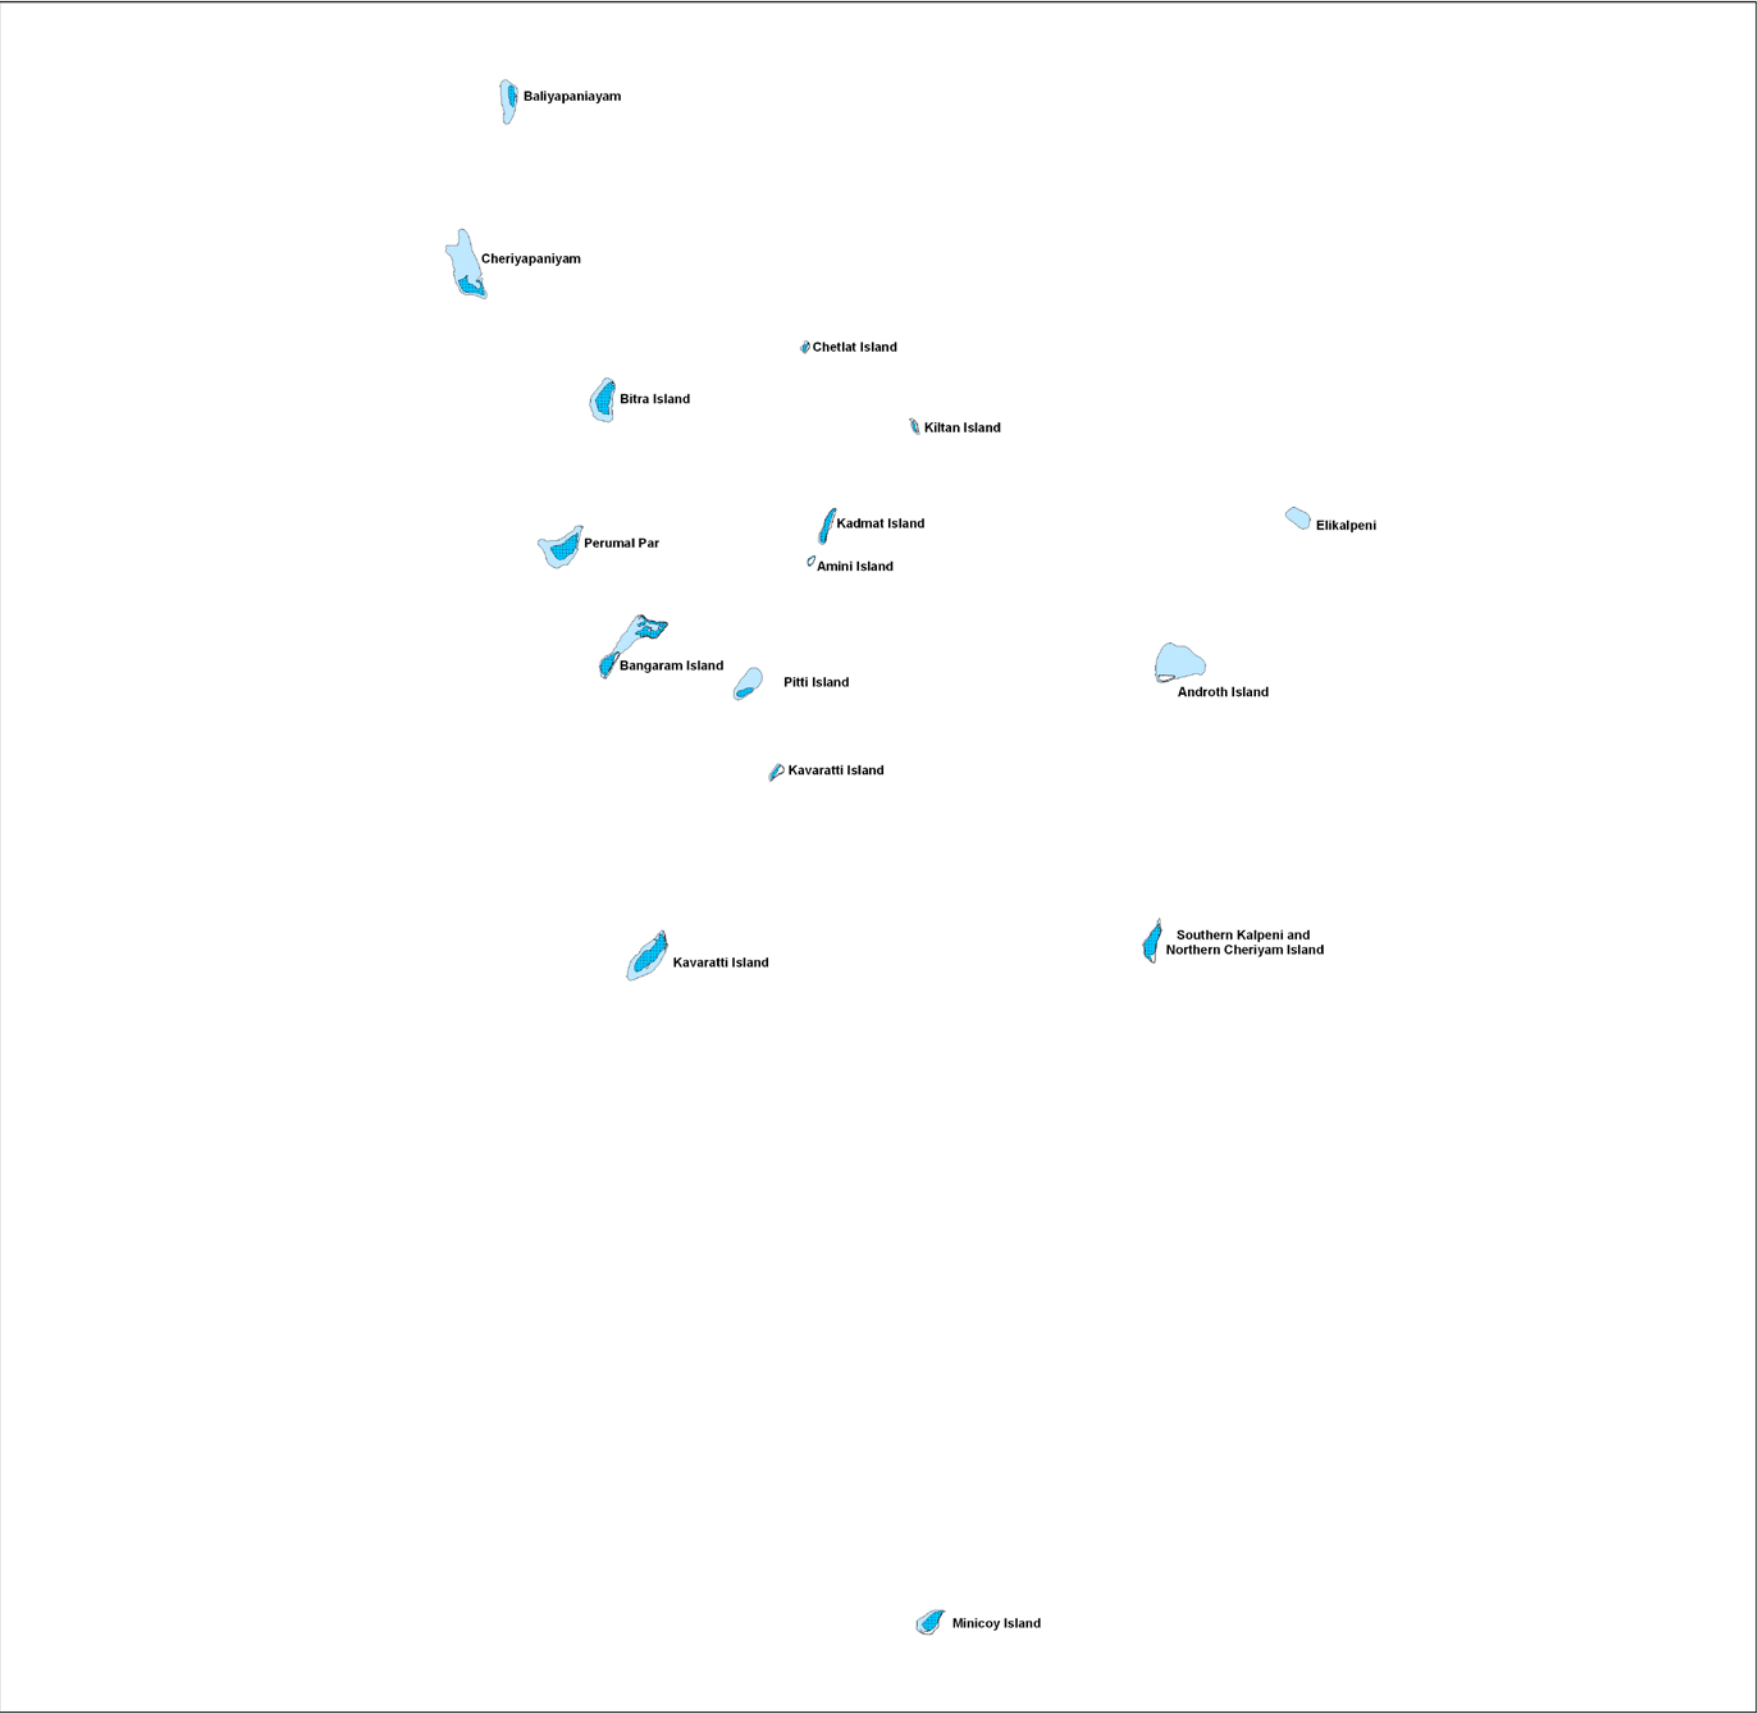 Baliyapaniayam
Cheriyapaniyam
Chetlat Island
Bitra Island
Kiltan Island
Kadmat Island
Elikalpeni
Perumal Par
Amini Island
Bangaram Island
Pitti Island
Androth Island
Kavaratti Island
Southern Kalpeni and
Northern Cheriyam Island
Kavaratti Island
Minicoy Island